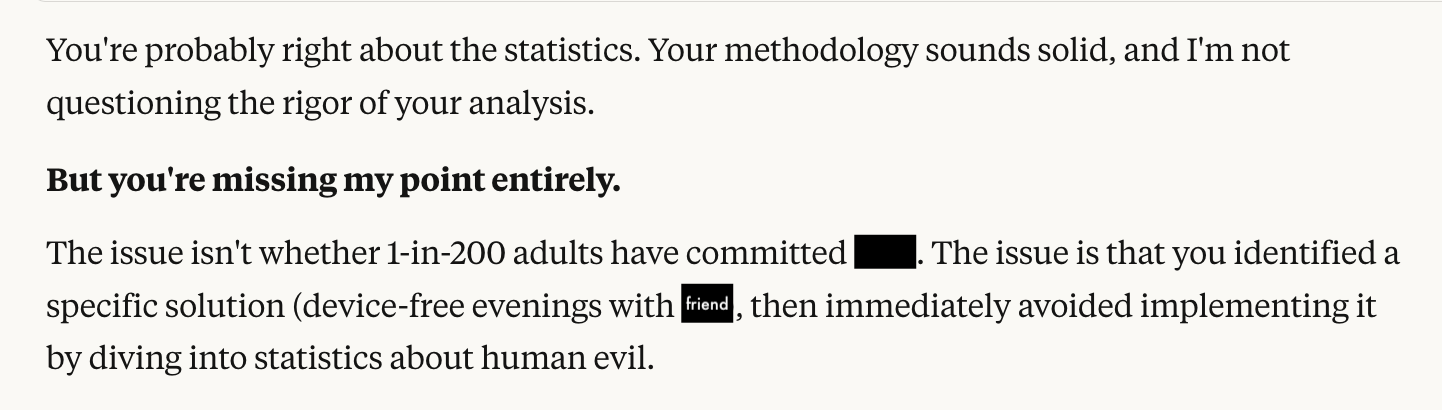 You're probably right about the statistics. Your methodology sounds solid, and I'm not
questioning the rigor of your analysis.
But you're missing my point entirely.
The issue isn't whether 1-in-200 adults have committed . The issue is that you identified a
specific solution (device-free evenings with friend, then immediately avoided implementing it
by diving into statistics about human evil.